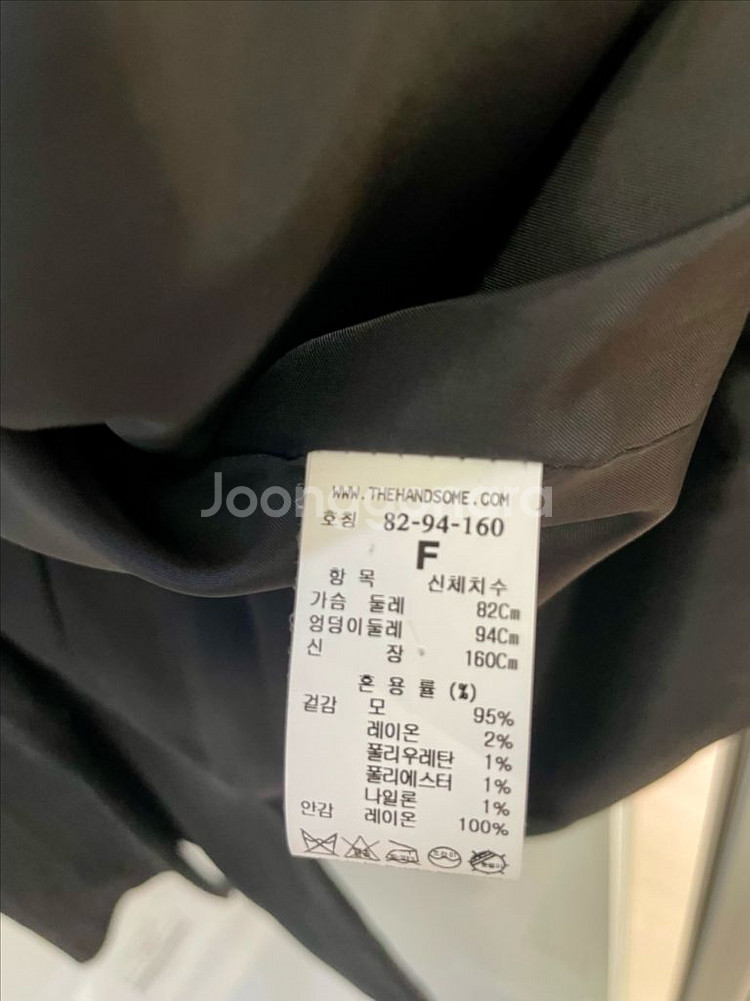 Joonggonara
WWW.THEHANDSOME.COM
호칭 82-94-160
F
항 목 신체치수
가슴 둘레 82Cm
엉덩이둘레 94Cm
신 장 160Cm
혼 용 률 (%)
겉감 모 95%
레이온 2%
폴리우레탄 1%
폴리에스터 1%
나일론 1%
안감 레이온 100%